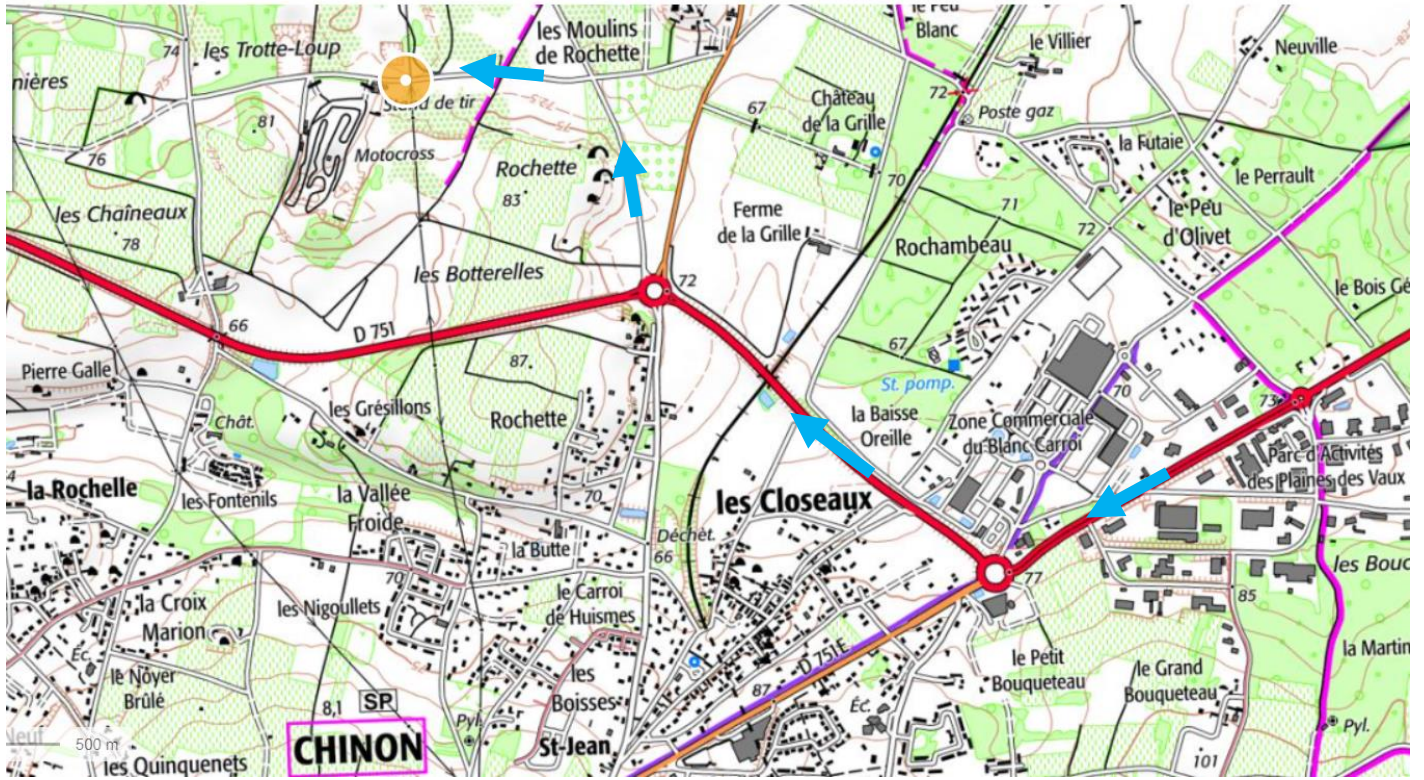 le Peu
Blanc
les Moulins
de Rochette
les Trotte-Loup
74
nières
le Villier
Neuville
72
Poste gaz
67
Château
de la Grille
Stand de tir
75
81
Motocross
76
Rochette
83
la Futaie
le Perrault
70
71
les Chaîneaux
78
Ferme
de la Grille
Rochambeau
le Peu
d'Olivet
72
les Botterelles
72
le Bois Gé
66
D 751
67
St. pomp.
Pierre Galle
87
les Grésillons
Rochette
la Baisse
Oreille
70
Zone Commerciale
du Blanc Carroi
73
Chât.
Parc d'Activités
des Plaines des Vaux
la Rochelle
les Fontenils
la Vallée
Froide
70
les Closeaux
Déchèt.
66
la Butte
77
70
les Bouc
la Croix
Marion
les Nigoullets
le Carroi
de Huismes
85
D 751E
la Martin
Éc.
le Noyer
Brûlé
le Petit
Bouqueteau
le Grand
Bouqueteau
les
Boisses
87
8,1
SP
Éc.
Pyl.
Pyl.
500 m
CHINON
St-Jean
101
les Quinquenets